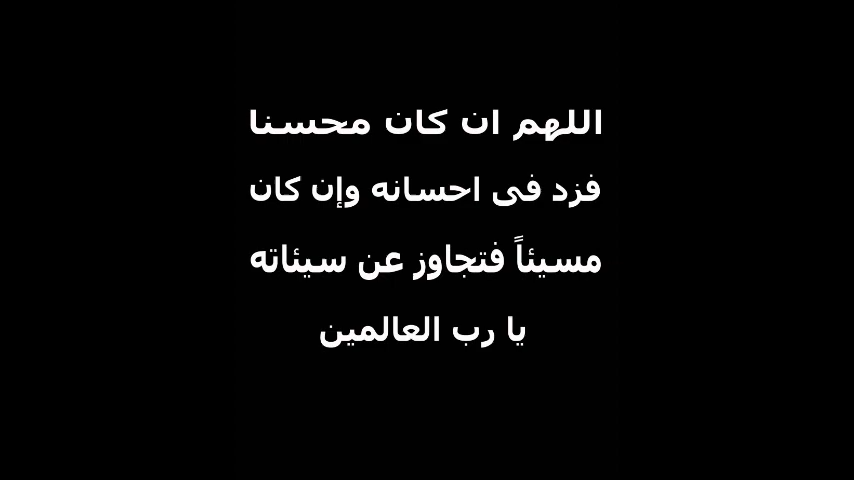 اللهم ان كان محسنا
فزد فى احسانه وإن كان
مسيئاً فتجاوز عن سيئاته
يا رب العالمين